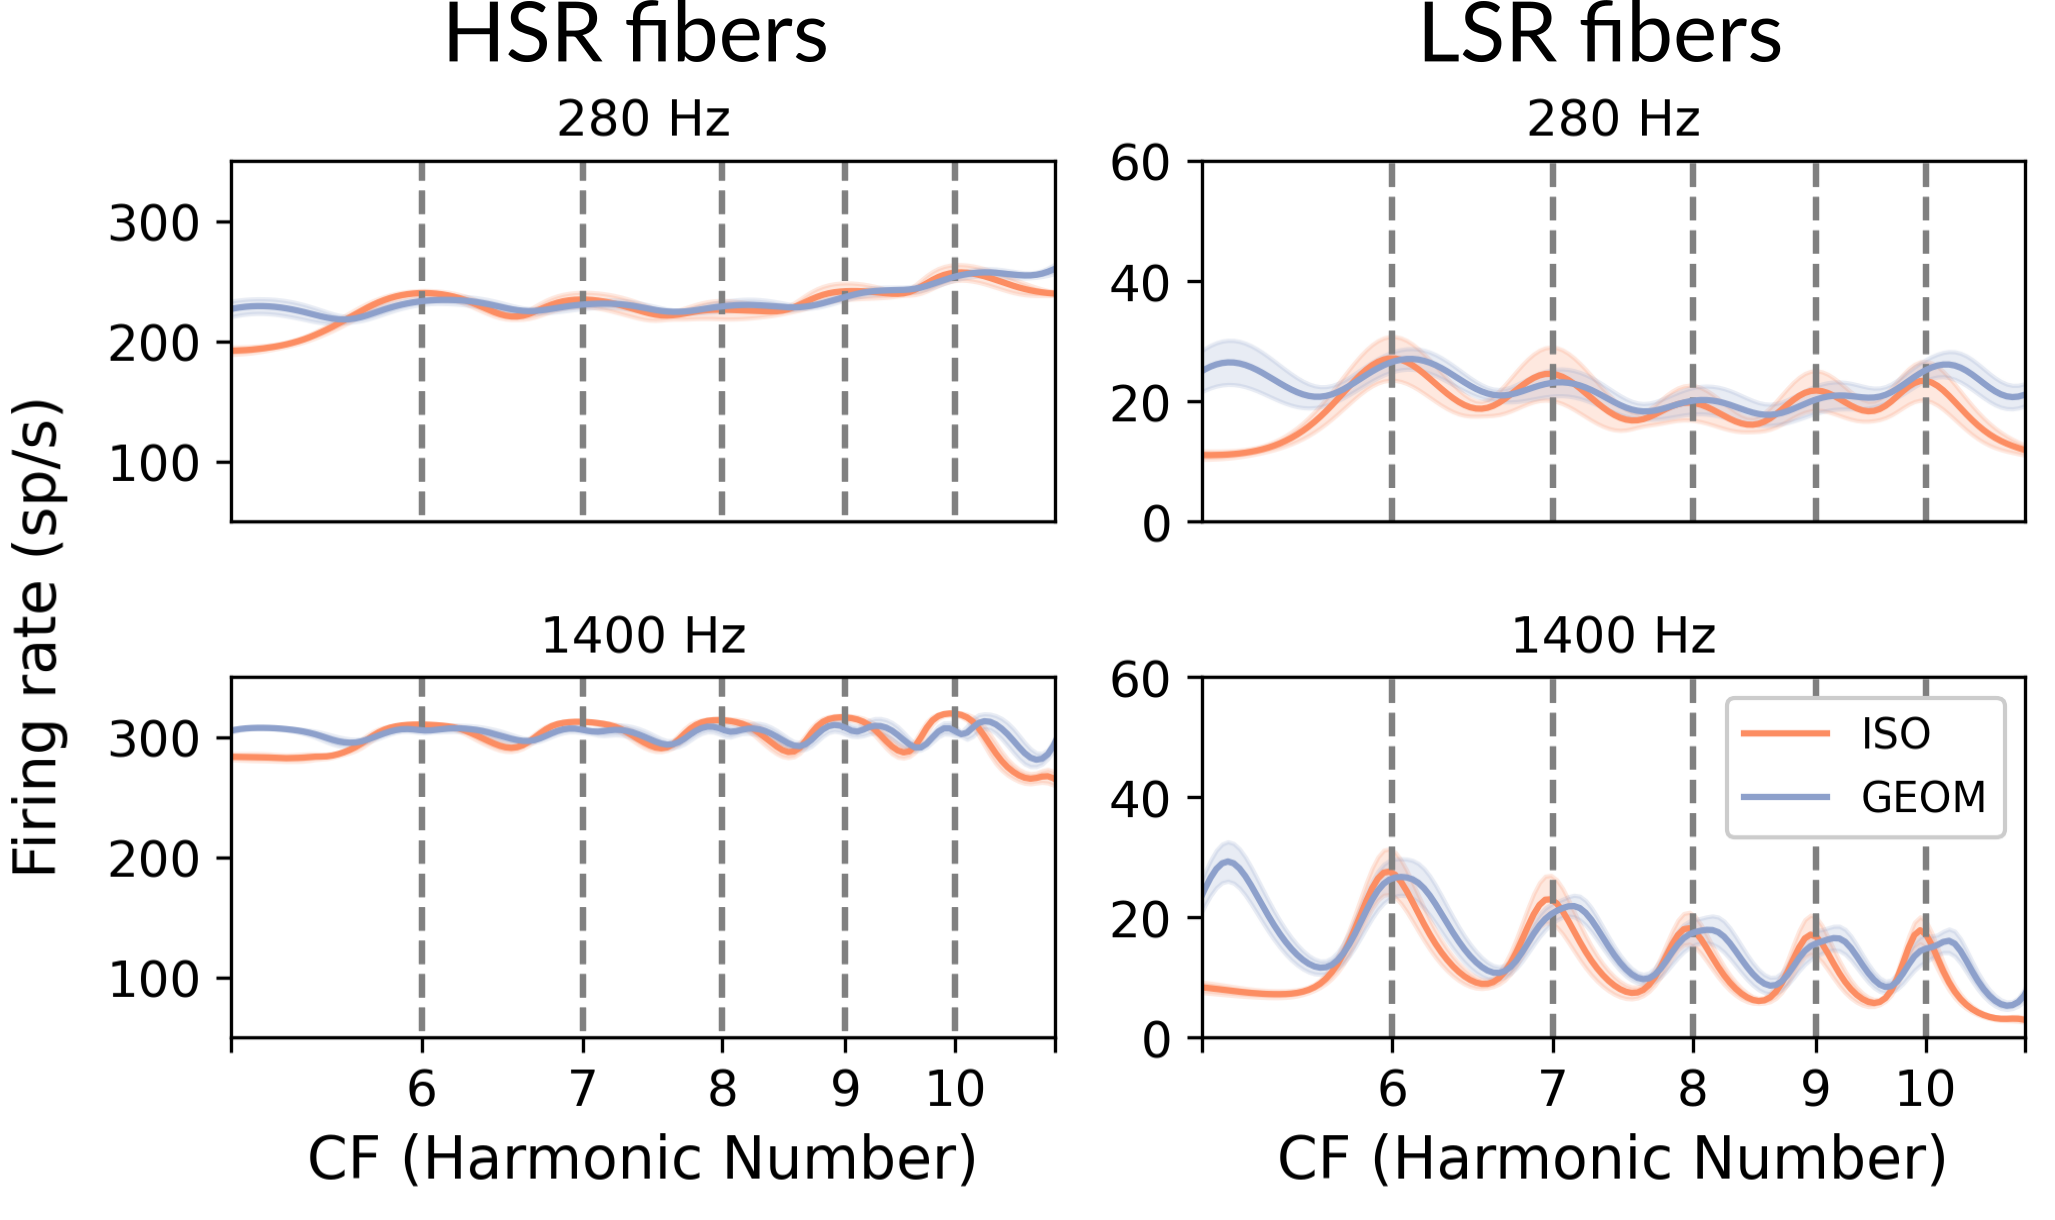 HSR fibers
LSR fibers
280 Hz
280 Hz
300
200
100
60
40
20
0
Firing rate (sp/s)
1400 Hz
1400 Hz
300
200
100
60
40
20
0
ISO
GEOM
6 7 8 9 10
6 7 8 9 10
CF (Harmonic Number)
CF (Harmonic Number)